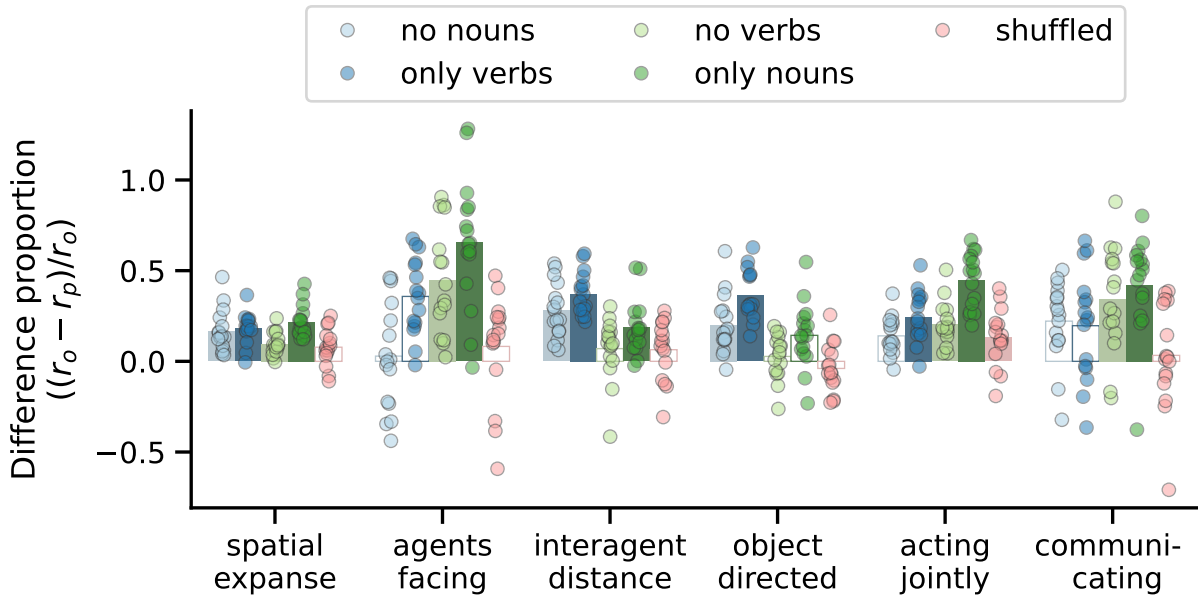 no nouns
only verbs
no verbs
only nouns
shuffled
Difference proportion
((r_o − r_p)/r_o)
1.0
0.5
0.0
−0.5
spatial
expanse
agents
facing
interagent
distance
object
directed
acting
jointly
communi-
cating